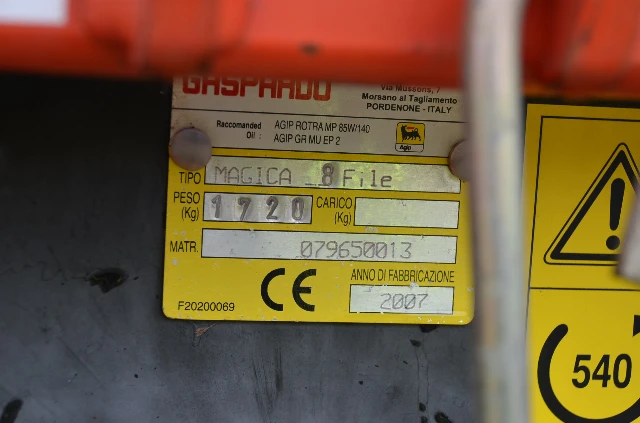 GASPARDO
Via Mussons, 7
Morsano al Tagliamento
PORDENONE - ITALY
Raccomanded Oil : AGIP ROTRA MP 85W/140
AGIP GR MU EP 2
Agip
TIPO MAGICA 8 File
PESO (Kg) 1720 CARICO (Kg)
MATR. 079650013
CE ANNO DI FABBRICAZIONE
F20200069 2007
!
540